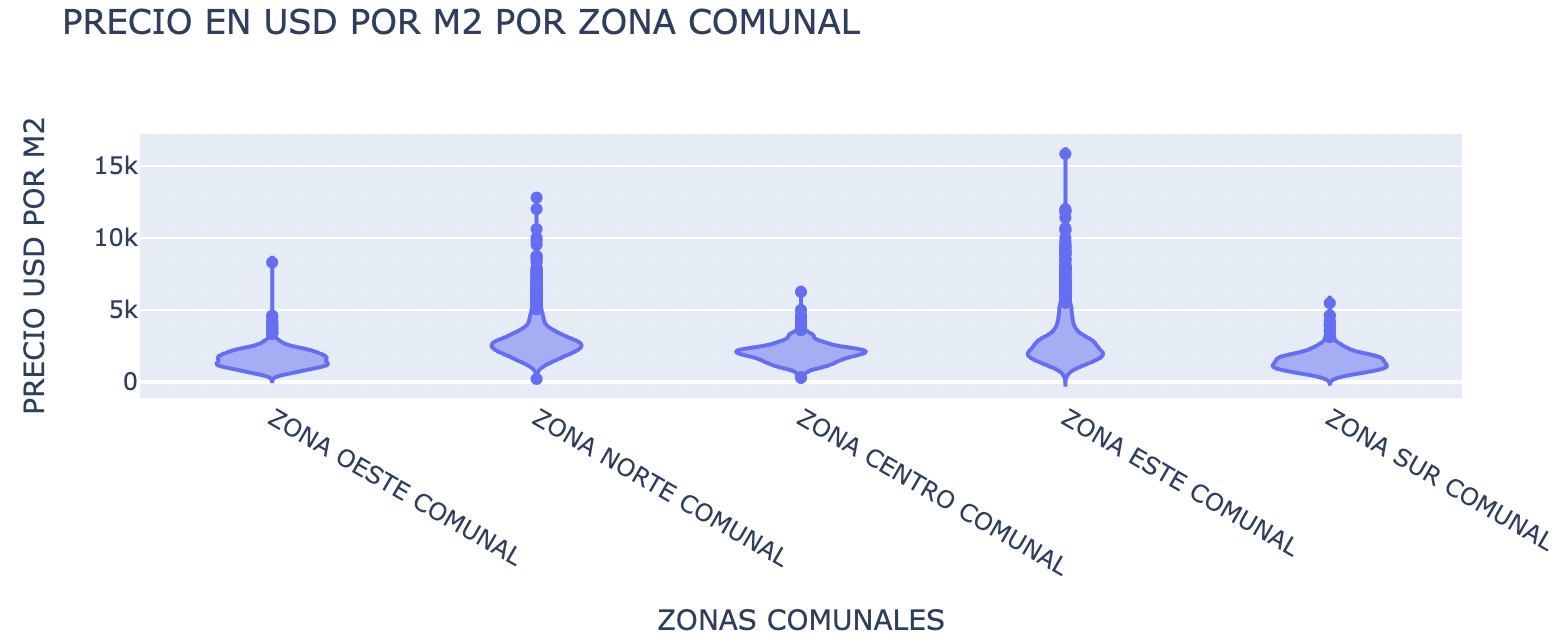 PRECIO EN USD POR M2 POR ZONA COMUNAL
PRECIO USD POR M2
15k
10k
5k
0
ZONA OESTE COMUNAL
ZONA NORTE COMUNAL
ZONA CENTRO COMUNAL
ZONA ESTE COMUNAL
ZONA SUR COMUNAL
ZONAS COMUNALES